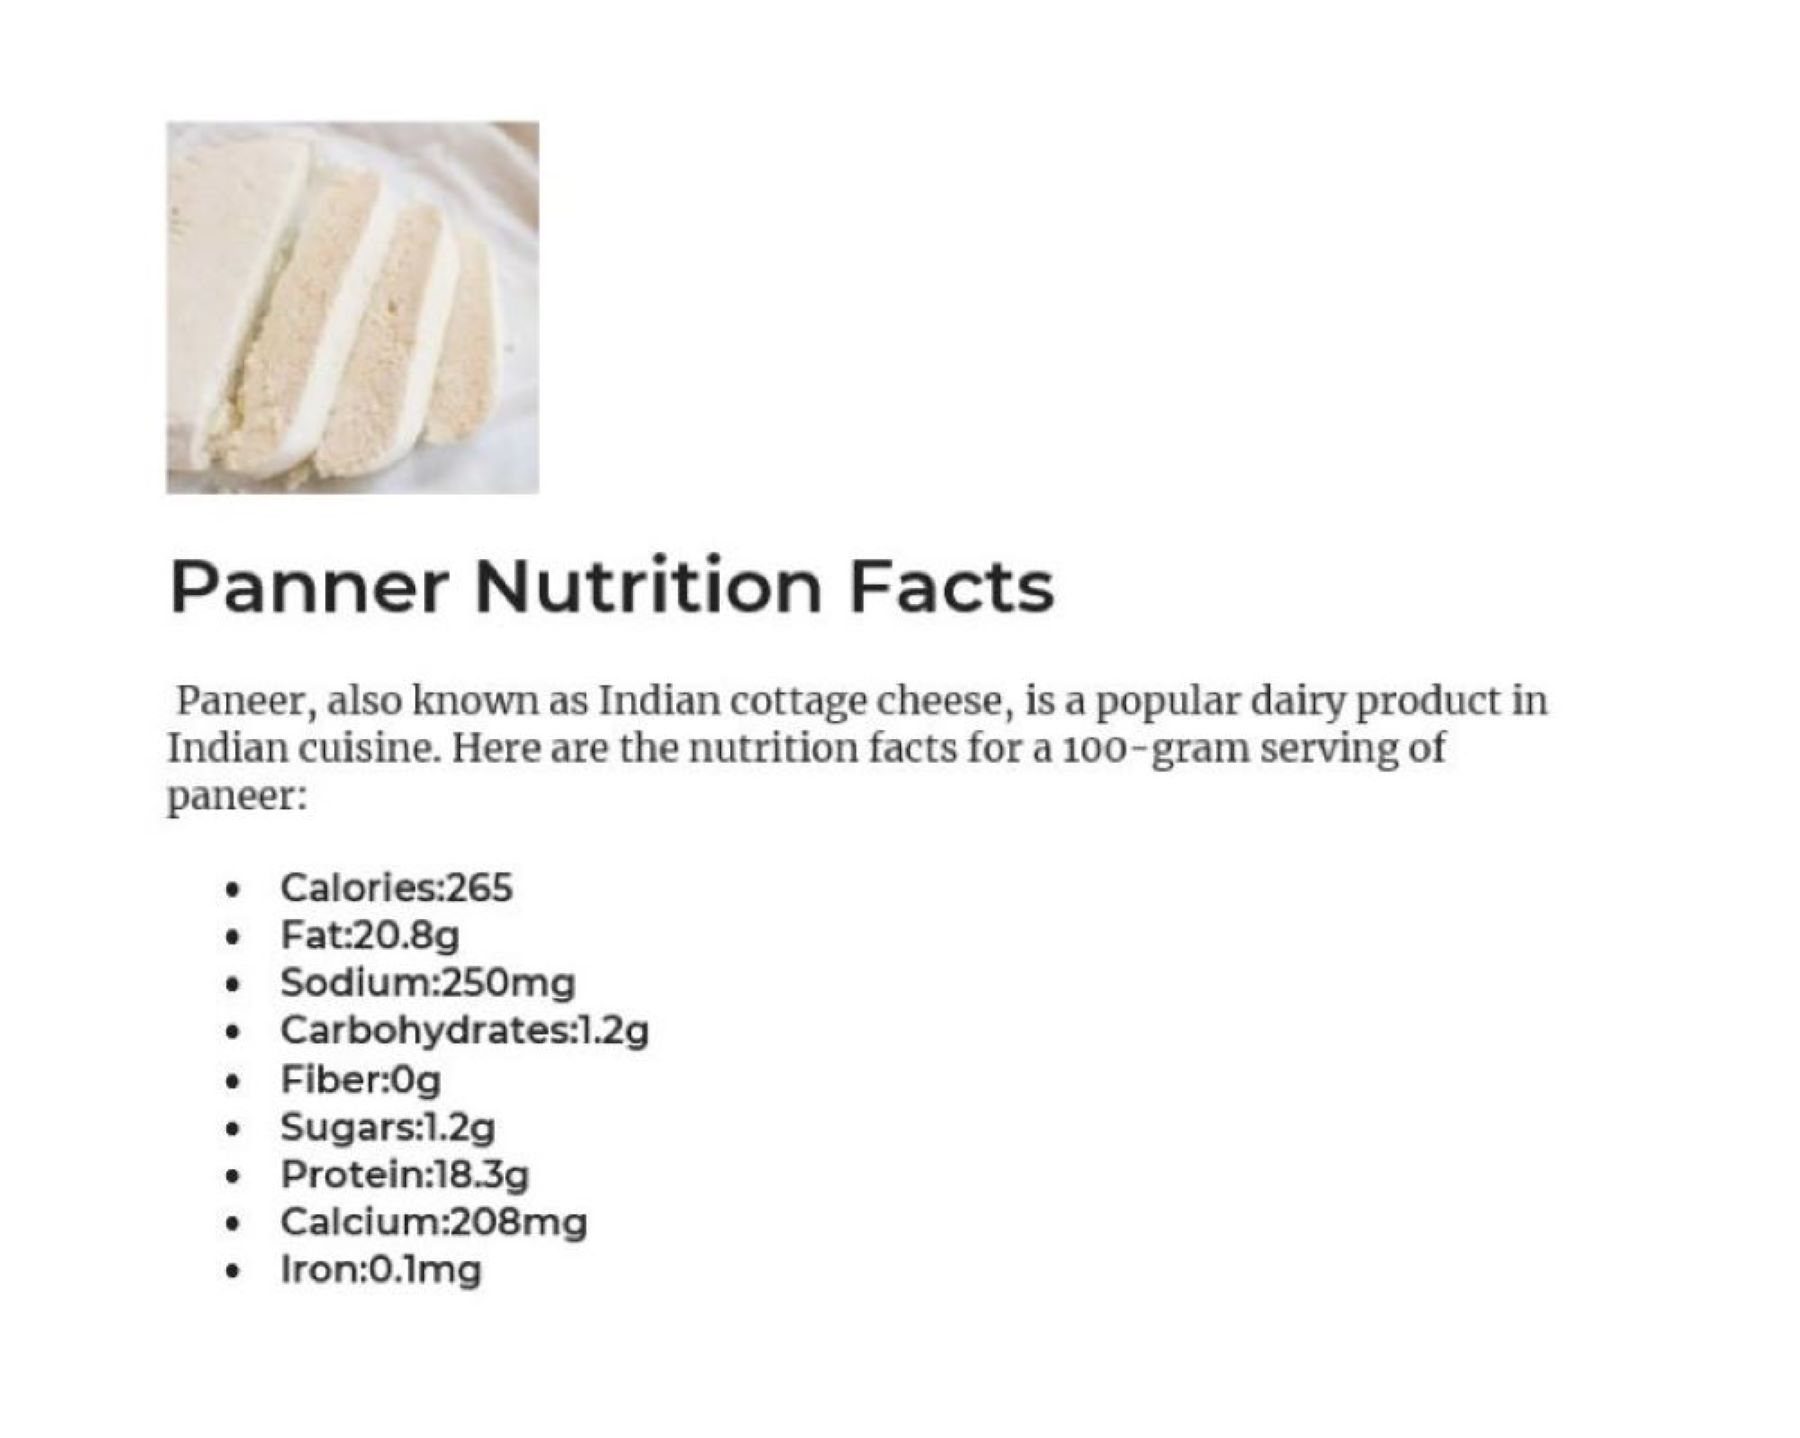 Panner Nutrition Facts
Paneer, also known as Indian cottage cheese, is a popular dairy product in
Indian cuisine. Here are the nutrition facts for a 100-gram serving of
paneer:
• Calories:265
• Fat:20.8g
• Sodium:250mg
• Carbohydrates:1.2g
• Fiber:0g
• Sugars:1.2g
• Protein:18.3g
• Calcium:208mg
• Iron:0.1mg